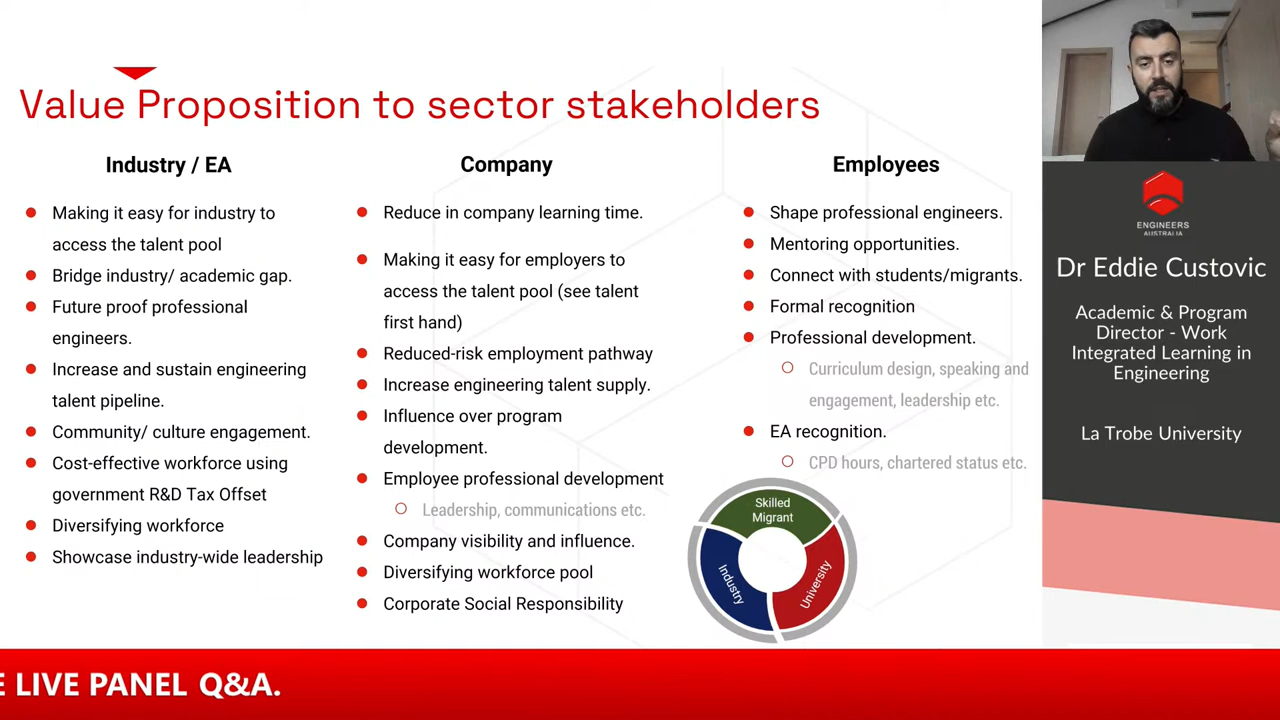 Value Proposition to sector stakeholders
Industry / EA
Making it easy for industry to
access the talent pool
Bridge industry/ academic gap.
Future proof professional
engineers.
Increase and sustain engineering
talent pipeline.
Community/ culture engagement.
Cost-effective workforce using
government R&D Tax Offset
Diversifying workforce
Showcase industry-wide leadership
Company
Reduce in company learning time.
Making it easy for employers to
access the talent pool (see talent
first hand)
Reduced-risk employment pathway
Increase engineering talent supply.
Influence over program
development.
Employee professional development
Leadership, communications etc.
Company visibility and influence.
Diversifying workforce pool
Corporate Social Responsibility
Employees
Shape professional engineers.
Mentoring opportunities.
Connect with students/migrants.
Formal recognition
Professional development.
Curriculum design, speaking and
engagement, leadership etc.
EA recognition.
CPD hours, chartered status etc.
Skilled
Migrant
Industry
University
ENGINEERS
AUSTRALIA
Dr Eddie Custovic
Academic & Program
Director - Work
Integrated Learning in
Engineering
La Trobe University
E LIVE PANEL Q&A.